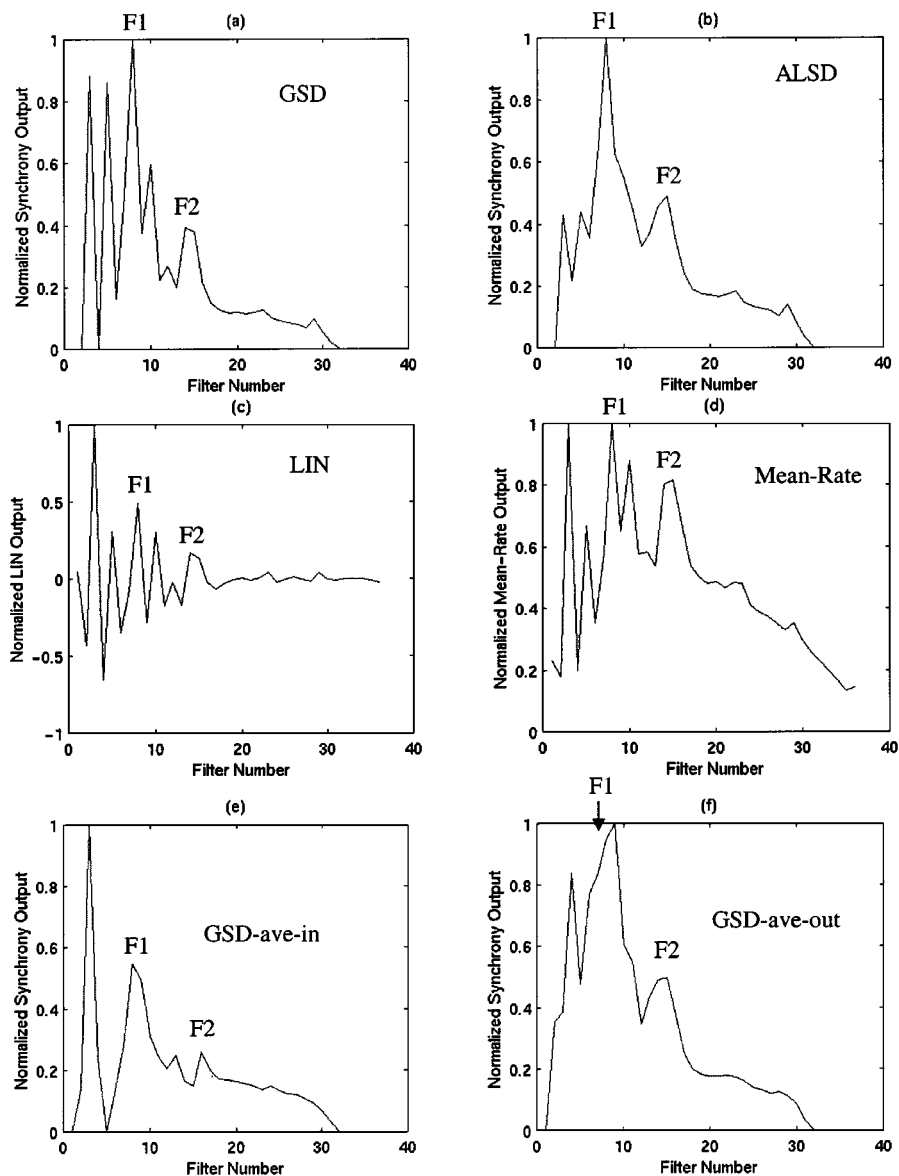 F1
(a)
GSD
F2
Normalized Synchrony Output
1
0.8
0.6
0.4
0.2
0
0
10
20
30
40
Filter Number
(b)
F1
ALSD
F2
Normalized Synchrony Output
1
0.8
0.6
0.4
0.2
0
0
10
20
30
40
Filter Number
(c)
LIN
F1
F2
Normalized LIN Output
1
0.5
0
−0.5
−1
0
10
20
30
40
Filter Number
F1
(d)
F2
Mean-Rate
Normalized Mean−Rate Output
1
0.8
0.6
0.4
0.2
0
10
20
30
40
Filter Number
(e)
F1
GSD-ave-in
F2
Normalized Synchrony Output
1
0.8
0.6
0.4
0.2
0
0
10
20
30
40
Filter Number
F1
(f)
GSD-ave-out
F2
Normalized Synchrony Output
1
0.8
0.6
0.4
0.2
0
0
10
20
30
40
Filter Number